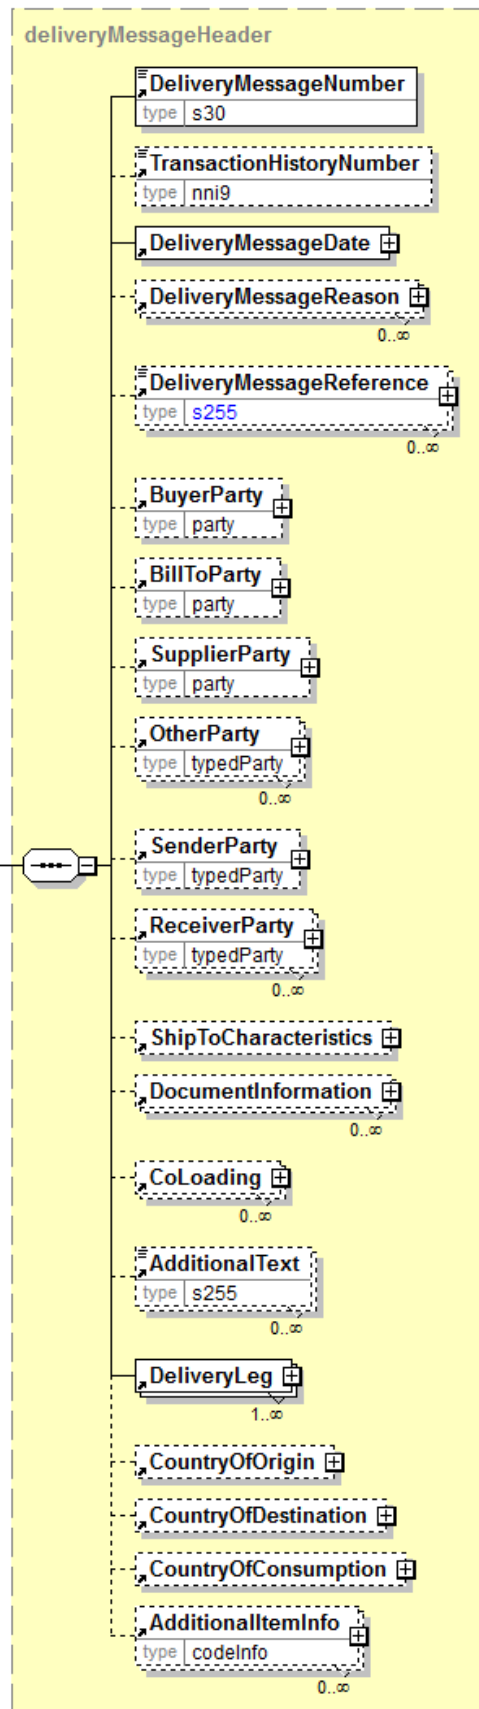 deliveryMessageHeader
DeliveryMessageNumber
type s30
TransactionHistoryNumber
type nni9
DeliveryMessageDate
DeliveryMessageReason
0..∞
DeliveryMessageReference
type s255
0..∞
BuyerParty
type party
BillToParty
type party
SupplierParty
type party
OtherParty
type typedParty
0..∞
SenderParty
type typedParty
ReceiverParty
type typedParty
0..∞
ShipToCharacteristics
DocumentInformation
0..∞
CoLoading
0..∞
AdditionalText
type s255
0..∞
DeliveryLeg
1..∞
CountryOfOrigin
CountryOfDestination
CountryOfConsumption
AdditionalItemInfo
type codeInfo
0..∞